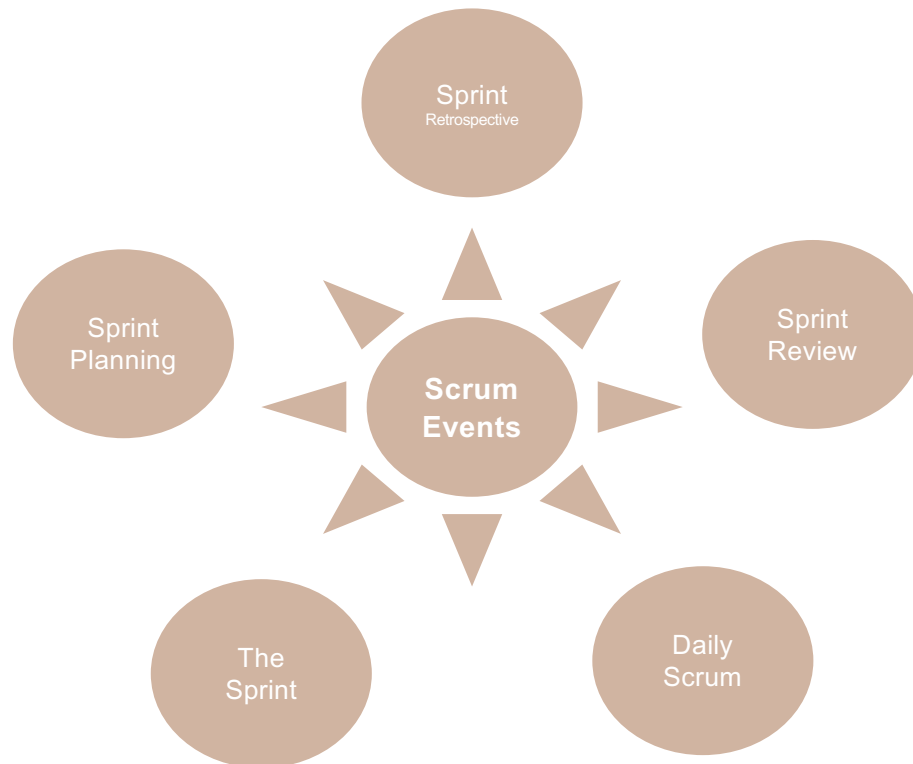 Sprint
Retrospective
Sprint
Planning
Sprint
Review
Scrum
Events
The
Sprint
Daily
Scrum